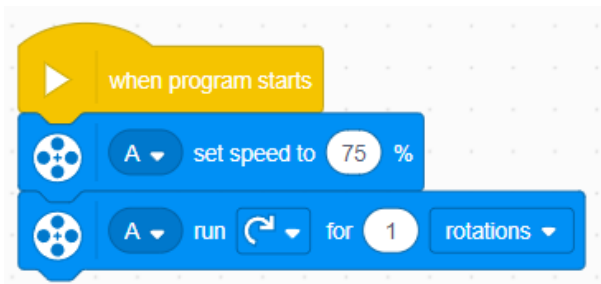 when program starts
A set speed to 75 %
A run for 1 rotations